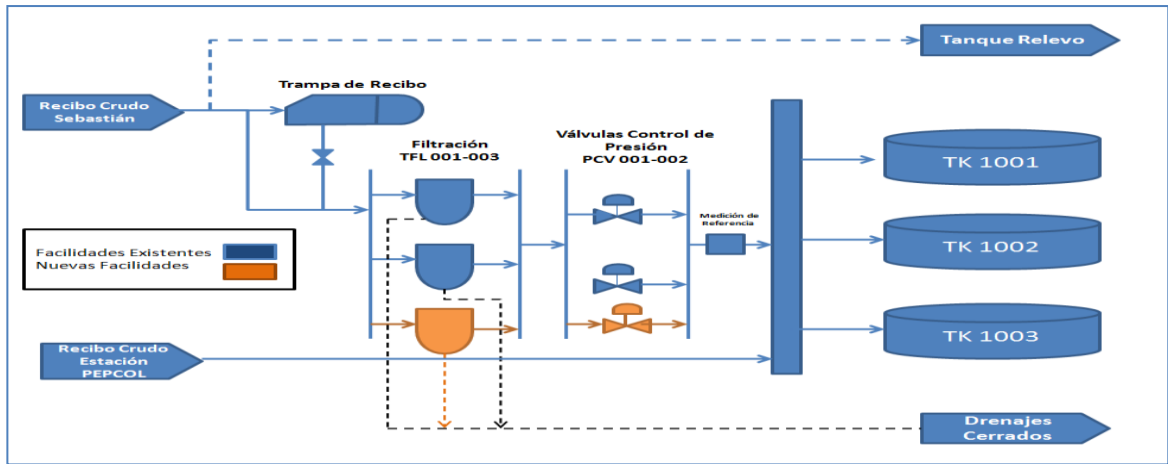 Tanque Relevo
Trampa de Recibo
Recibo Crudo
Sebastián
Filtración
TFL 001-003
Válvulas Control de
Presión
PCV 001-002
Medición de
Referencia
TK 1001
TK 1002
TK 1003
Facilidades Existentes
Nuevas Facilidades
Recibo Crudo
Estación
PEPCOL
Drenajes
Cerrados